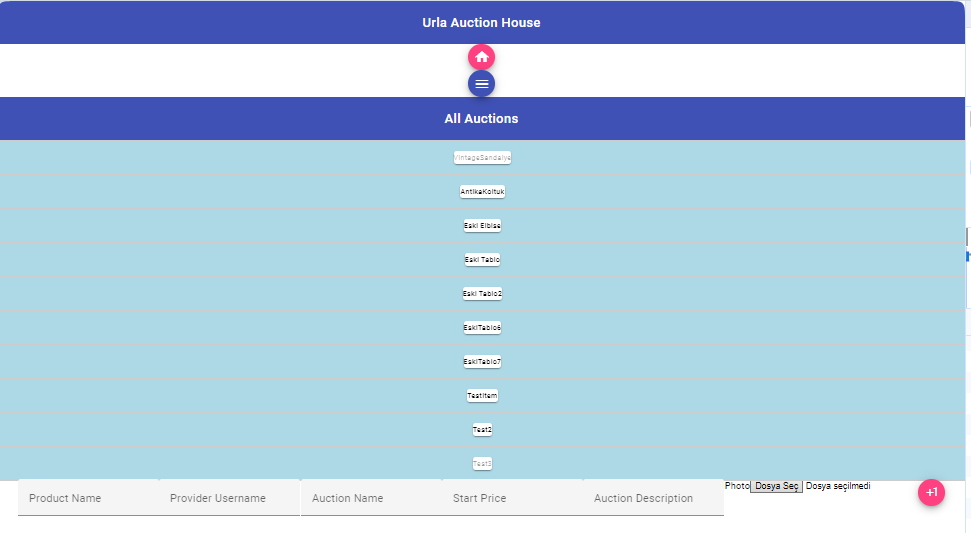 Urla Auction House
All Auctions
VintageSandalye
AntikaKoltuk
Eski Elbise
Eski Tablo
Eski Tablo2
EskiTablo6
EskiTablo7
TestItem
Test2
Test3
Product Name Provider Username Auction Name Start Price Auction Description Photo Dosya Seç Dosya seçilmedi +1